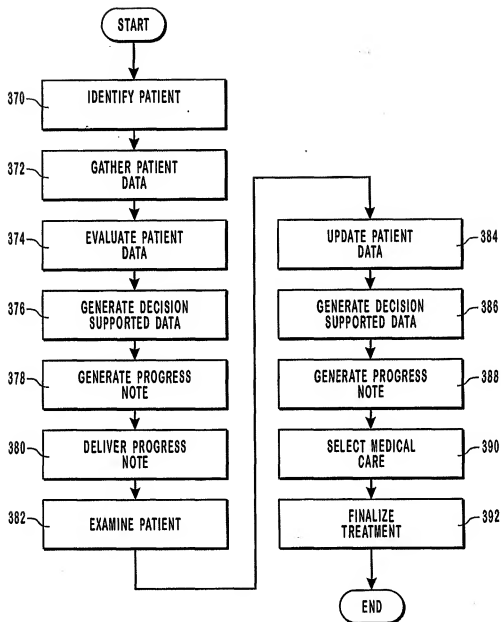 START
370
IDENTIFY PATIENT
372
GATHER PATIENT
DATA
374
EVALUATE PATIENT
DATA
376
GENERATE DECISION
SUPPORTED DATA
378
GENERATE PROGRESS
NOTE
380
DELIVER PROGRESS
NOTE
382
EXAMINE PATIENT
UPDATE PATIENT
DATA
384
GENERATE DECISION
SUPPORTED DATA
386
GENERATE PROGRESS
NOTE
388
SELECT MEDICAL
CARE
390
FINALIZE
TREATMENT
392
END